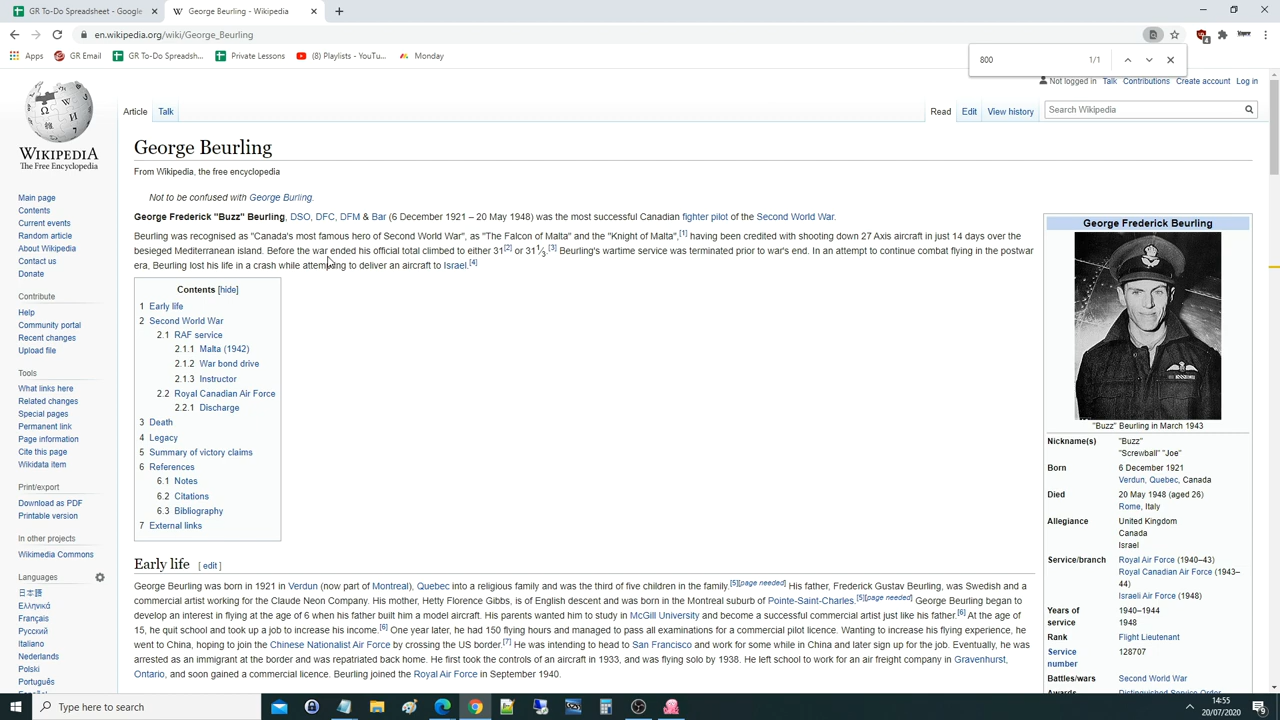 GR To-Do Spreadsheet - Google
George Beurling - Wikipedia
en.wikipedia.org/wiki/George_Beurling
Apps GR Email GR To-Do Spreadsh... Private Lessons (8) Playlists - YouTu... Monday
800 1/1
Not logged in Talk Contributions Create account Log in
Article Talk Read Edit View history Search Wikipedia
WIKIPEDIA
The Free Encyclopedia
Main page
Contents
Current events
Random article
About Wikipedia
Contact us
Donate
Contribute
Help
Community portal
Recent changes
Upload file
Tools
What links here
Related changes
Special pages
Permanent link
Page information
Cite this page
Wikidata item
Print/export
Download as PDF
Printable version
In other projects
Wikimedia Commons
Languages
日本語
Ελληνικά
Français
Русский
Italiano
Nederlands
Polski
Português
Svenska
George Beurling
From Wikipedia, the free encyclopedia
Not to be confused with George Burling.
George Frederick "Buzz" Beurling, DSO, DFC, DFM & Bar (6 December 1921 – 20 May 1948) was the most successful Canadian fighter pilot of the Second World War.
Beurling was recognised as "Canada's most famous hero of Second World War", as "The Falcon of Malta" and the "Knight of Malta",[1] having been credited with shooting down 27 Axis aircraft in just 14 days over the
besieged Mediterranean island. Before the war ended his official total climbed to either 31[2] or 31 1⁄3.[3] Beurling's wartime service was terminated prior to war's end. In an attempt to continue combat flying in the postwar
era, Beurling lost his life in a crash while attempting to deliver an aircraft to Israel.[4]
Contents [hide]
1 Early life
2 Second World War
2.1 RAF service
2.1.1 Malta (1942)
2.1.2 War bond drive
2.1.3 Instructor
2.2 Royal Canadian Air Force
2.2.1 Discharge
3 Death
4 Legacy
5 Summary of victory claims
6 References
6.1 Notes
6.2 Citations
6.3 Bibliography
7 External links
Early life [ edit ]
George Beurling was born in 1921 in Verdun (now part of Montreal), Quebec into a religious family and was the third of five children in the family.[5][page needed] His father, Frederick Gustav Beurling, was Swedish and a
commercial artist working for the Claude Neon Company. His mother, Hetty Florence Gibbs, is of English descent and was born in the Montreal suburb of Pointe-Saint-Charles.[5][page needed] George Beurling began to
develop an interest in flying at the age of 6 when his father built him a model aircraft. His parents wanted him to study in McGill University and become a successful commercial artist just like his father.[6] At the age of
15, he quit school and took up a job to increase his income.[6] One year later, he had 150 flying hours and managed to pass all examinations for a commercial pilot licence. Wanting to increase his flying experience, he
went to China, hoping to join the Chinese Nationalist Air Force by crossing the US border.[7] He was intending to head to San Francisco and work for some while in China and later sign up for the job. Eventually, he was
arrested as an immigrant at the border and was repatriated back home. He first took the controls of an aircraft in 1933, and was flying solo by 1938. He left school to work for an air freight company in Gravenhurst,
Ontario, and soon gained a commercial licence. Beurling joined the Royal Air Force in September 1940.
George Frederick Beurling
"Buzz" Beurling in March 1943
Nickname(s) "Buzz"
"Screwball" "Joe"
Born 6 December 1921
Verdun, Quebec, Canada
Died 20 May 1948 (aged 26)
Rome, Italy
Allegiance United Kingdom
Canada
Israel
Service/branch Royal Air Force (1940–43)
Royal Canadian Air Force (1943–
44)
Israeli Air Force (1948)
Years of 1940–1944
service 1948
Rank Flight Lieutenant
Service 128707
number
Battles/wars Second World War
Awards Distinguished Service Order
Type here to search
14:55
20/07/2020